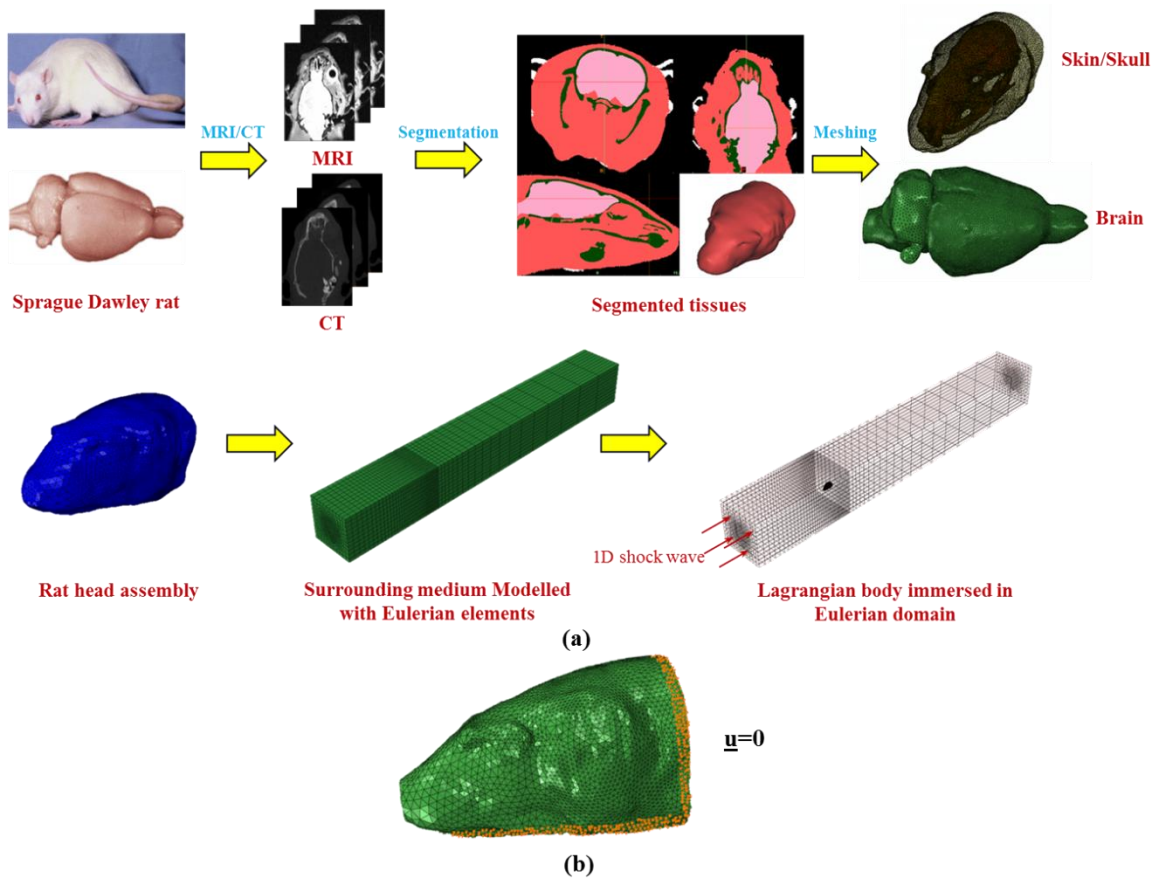 Skin/Skull
MRI/CT
Segmentation
Meshing
MRI
Brain
Sprague Dawley rat
Segmented tissues
CT
1D shock wave
Rat head assembly
Surrounding medium Modelled
with Eulerian elements
Lagrangian body immersed in
Eulerian domain
(a)
u=0
(b)